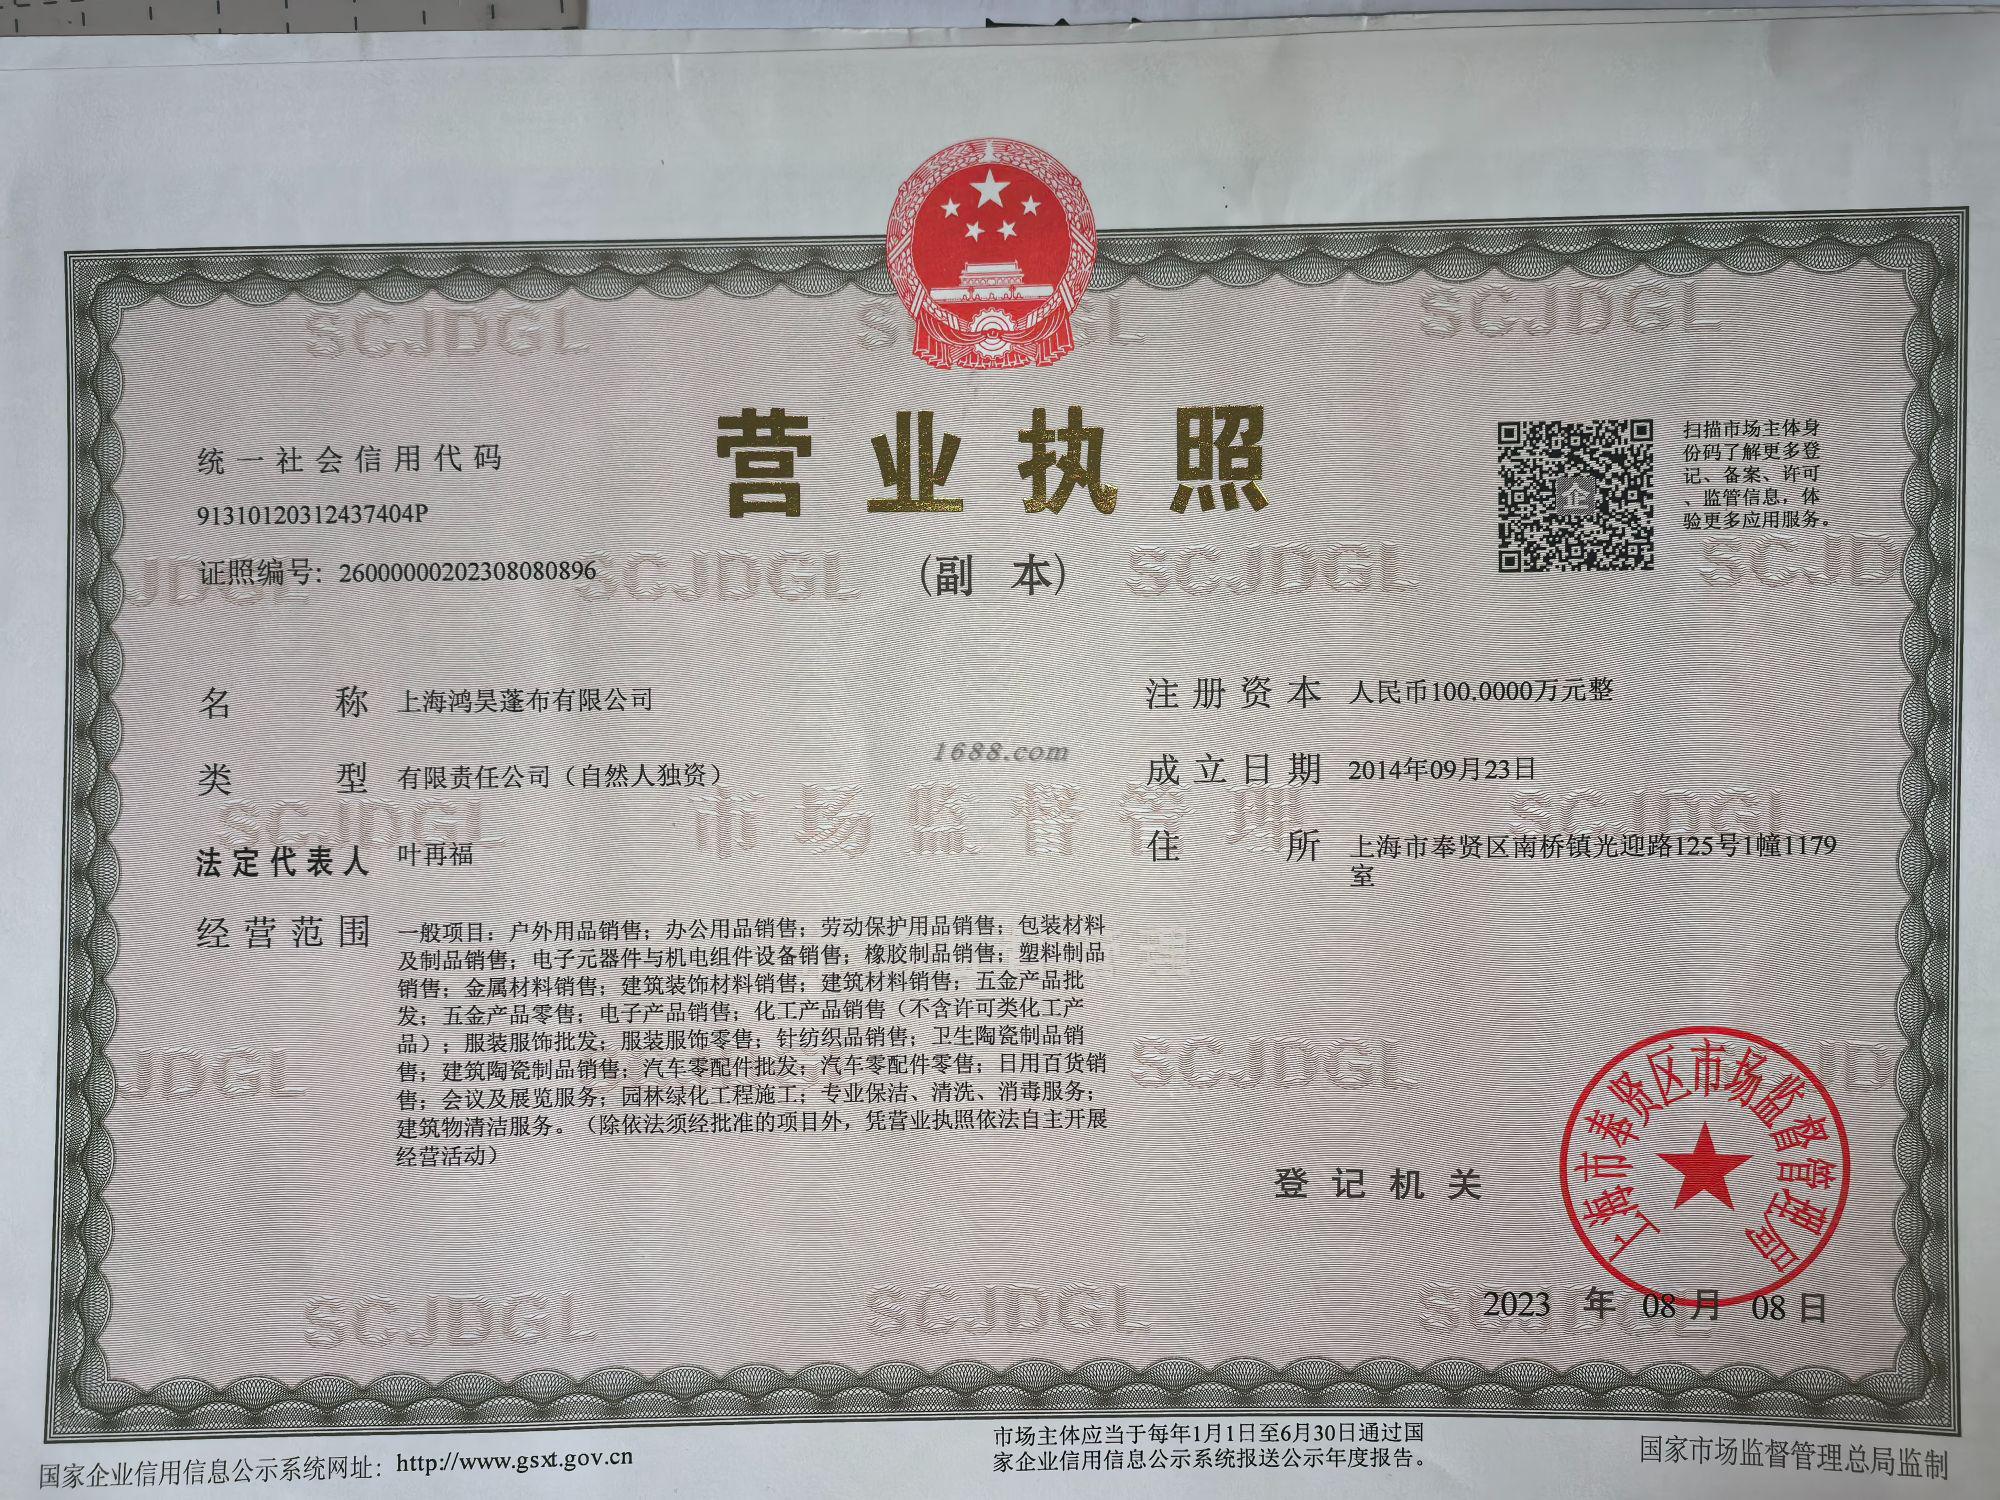 营业执照
(副 本)
统一社会信用代码
91310120312437404P
证照编号：26000000202308080896
扫描市场主体身
份码了解更多登
记、备案、许可
、监管信息，体
验更多应用服务。
名 称 上海鸿昊蓬布有限公司
类 型 有限责任公司（自然人独资）
法定代表人 叶再福
经营范围 一般项目：户外用品销售；办公用品销售；劳动保护用品销售；包装材料
及制品销售；电子元器件与机电组件设备销售；橡胶制品销售；塑料制品
销售；金属材料销售；建筑装饰材料销售；建筑材料销售；五金产品批
发；五金产品零售；电子产品销售；化工产品销售（不含许可类化工产
品）；服装服饰批发；服装服饰零售；针纺织品销售；卫生陶瓷制品销
售；建筑陶瓷制品销售；汽车零配件批发；汽车零配件零售；日用百货销
售；会议及展览服务；园林绿化工程施工；专业保洁、清洗、消毒服务；
建筑物清洁服务。（除依法须经批准的项目外，凭营业执照依法自主开展
经营活动）
注册资本 人民币100.0000万元整
成立日期 2014年09月23日
住 所 上海市奉贤区南桥镇光迎路125号1幢1179
室
1688.com
SCJDGL
市场监督管理
登记机关
上海市奉贤区市场监督管理局
2023 年 08 月 08 日
国家企业信用信息公示系统网址：http://www.gsxt.gov.cn
市场主体应当于每年1月1日至6月30日通过国
家企业信用信息公示系统报送公示年度报告。
国家市场监督管理总局监制